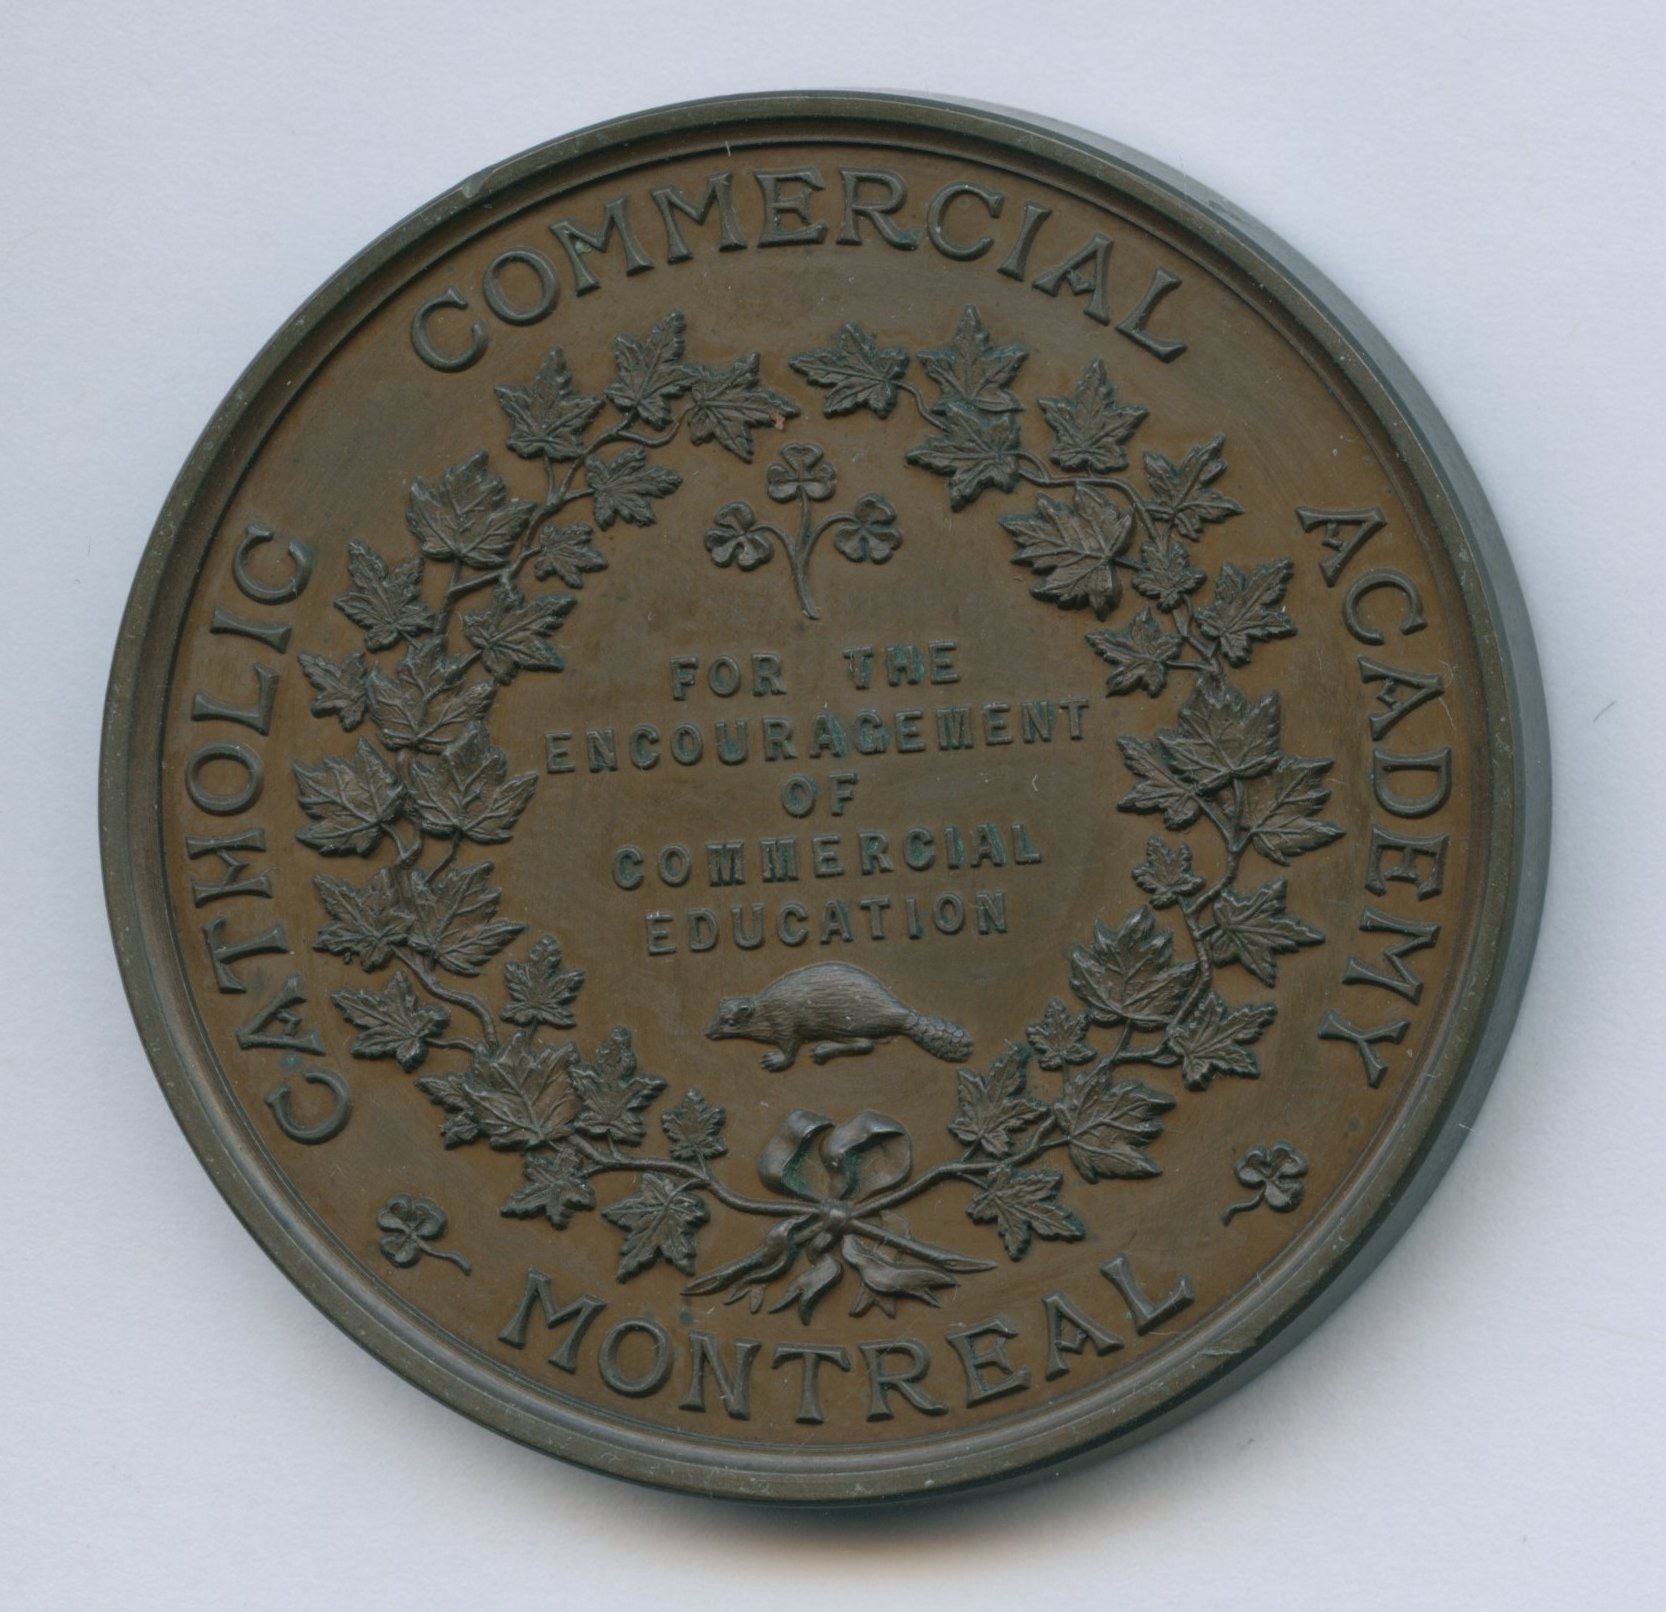 CATHOLIC COMMERCIAL ACADEMY
FOR THE
ENCOURAGEMENT
OF
COMMERCIAL
EDUCATION
MONTREAL